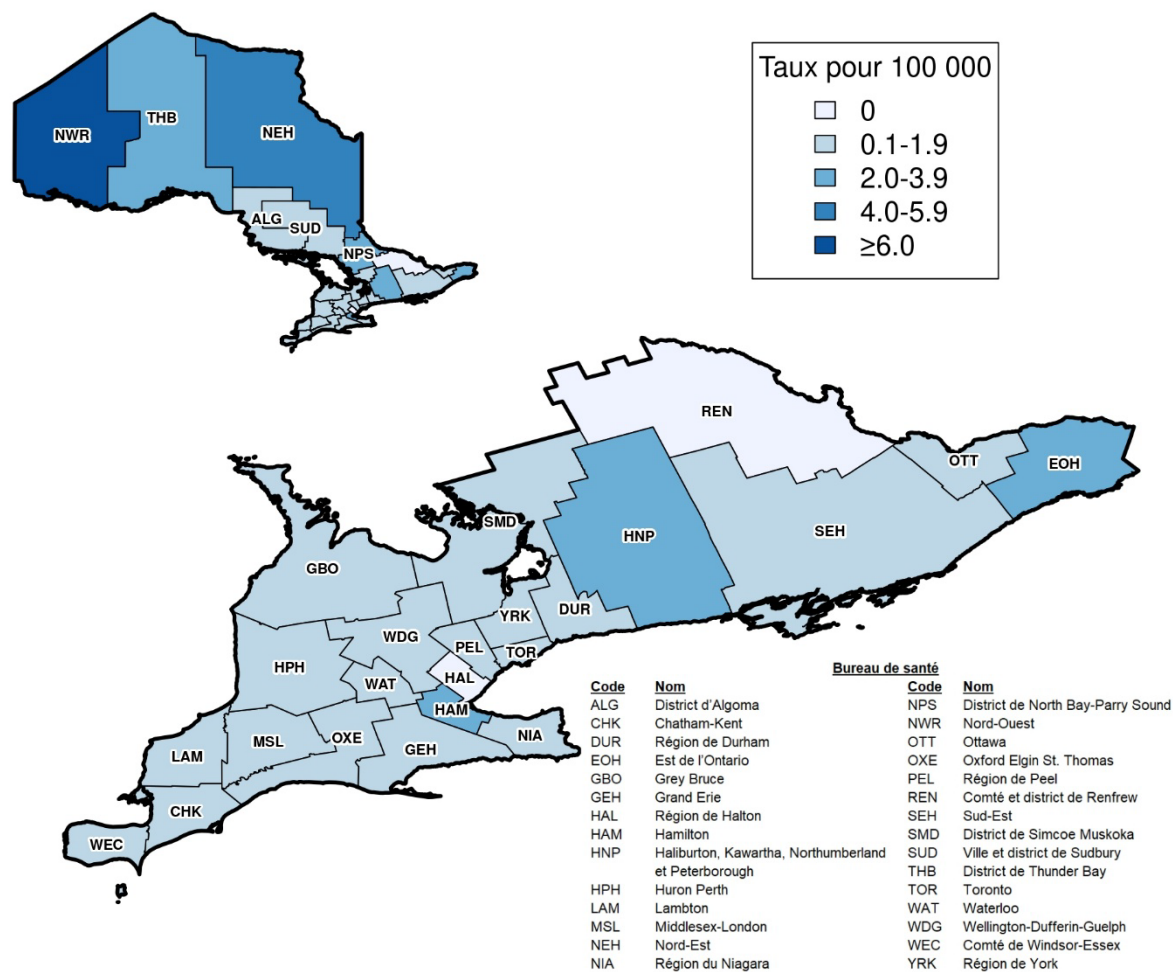 Taux pour 100 000
0
0.1-1.9
2.0-3.9
4.0-5.9
≥6.0
NWR
THB
NEH
ALG
SUD
NPS
REN
OTT
EOH
SMD
HNP
SEH
GBO
YRK
DUR
WDG
PEL
TOR
HPH
HAL
WAT
HAM
NIA
MSL
OXE
GEH
LAM
CHK
WEC
Bureau de santé
Code Nom
ALG District d'Algoma
CHK Chatham-Kent
DUR Région de Durham
EOH Est de l'Ontario
GBO Grey Bruce
GEH Grand Erie
HAL Région de Halton
HAM Hamilton
HNP Haliburton, Kawartha, Northumberland
et Peterborough
HPH Huron Perth
LAM Lambton
MSL Middlesex-London
NEH Nord-Est
NIA Région du Niagara
Code Nom
NPS District de North Bay-Parry Sound
NWR Nord-Ouest
OTT Ottawa
OXE Oxford Elgin St. Thomas
PEL Région de Peel
REN Comté et district de Renfrew
SEH Sud-Est
SMD District de Simcoe Muskoka
SUD Ville et district de Sudbury
THB District de Thunder Bay
TOR Toronto
WAT Waterloo
WDG Wellington-Dufferin-Guelph
WEC Comté de Windsor-Essex
YRK Région de York